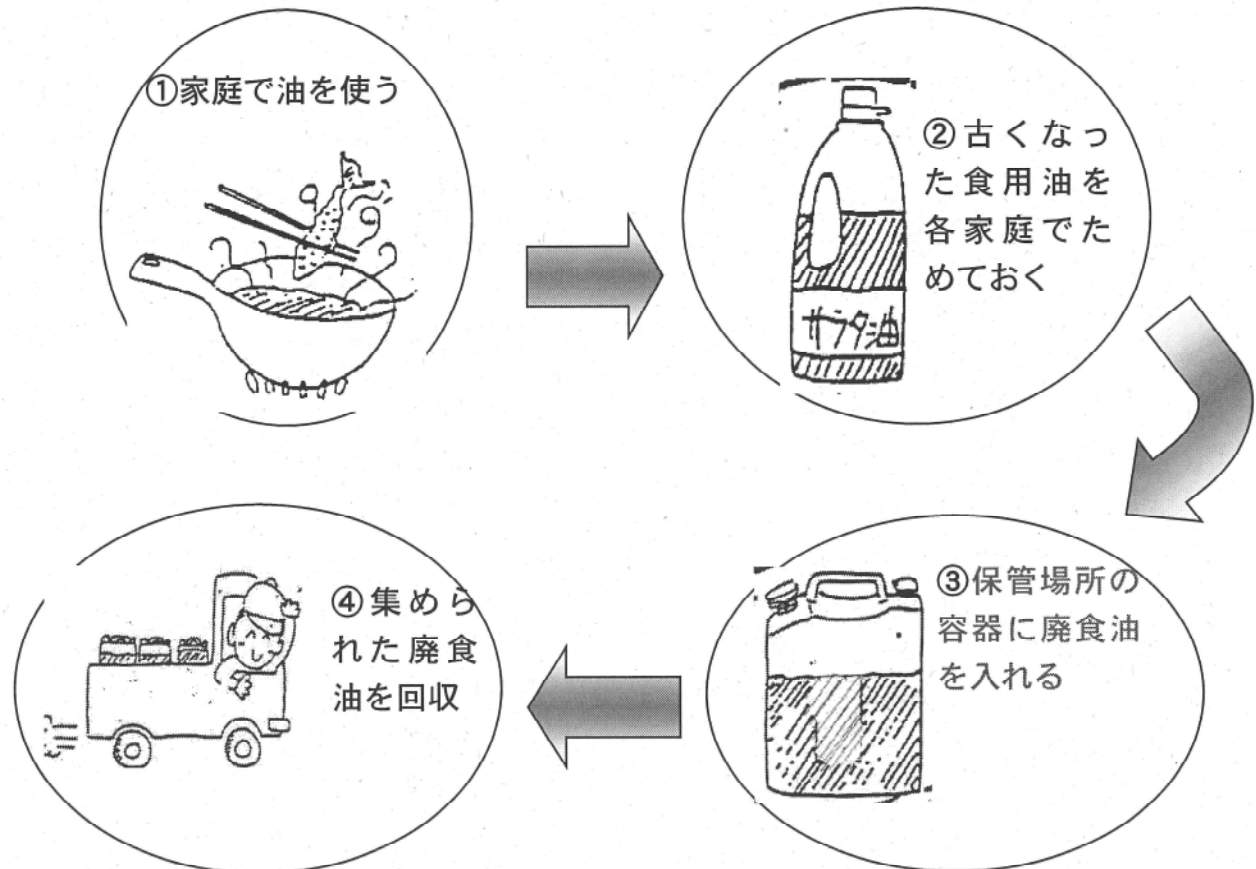 ①家庭で油を使う
②古くなっ
た食用油を
各家庭でた
めておく
サラダ油
③保管場所の
容器に廃食油
を入れる
④集めら
れた廃食
油を回収